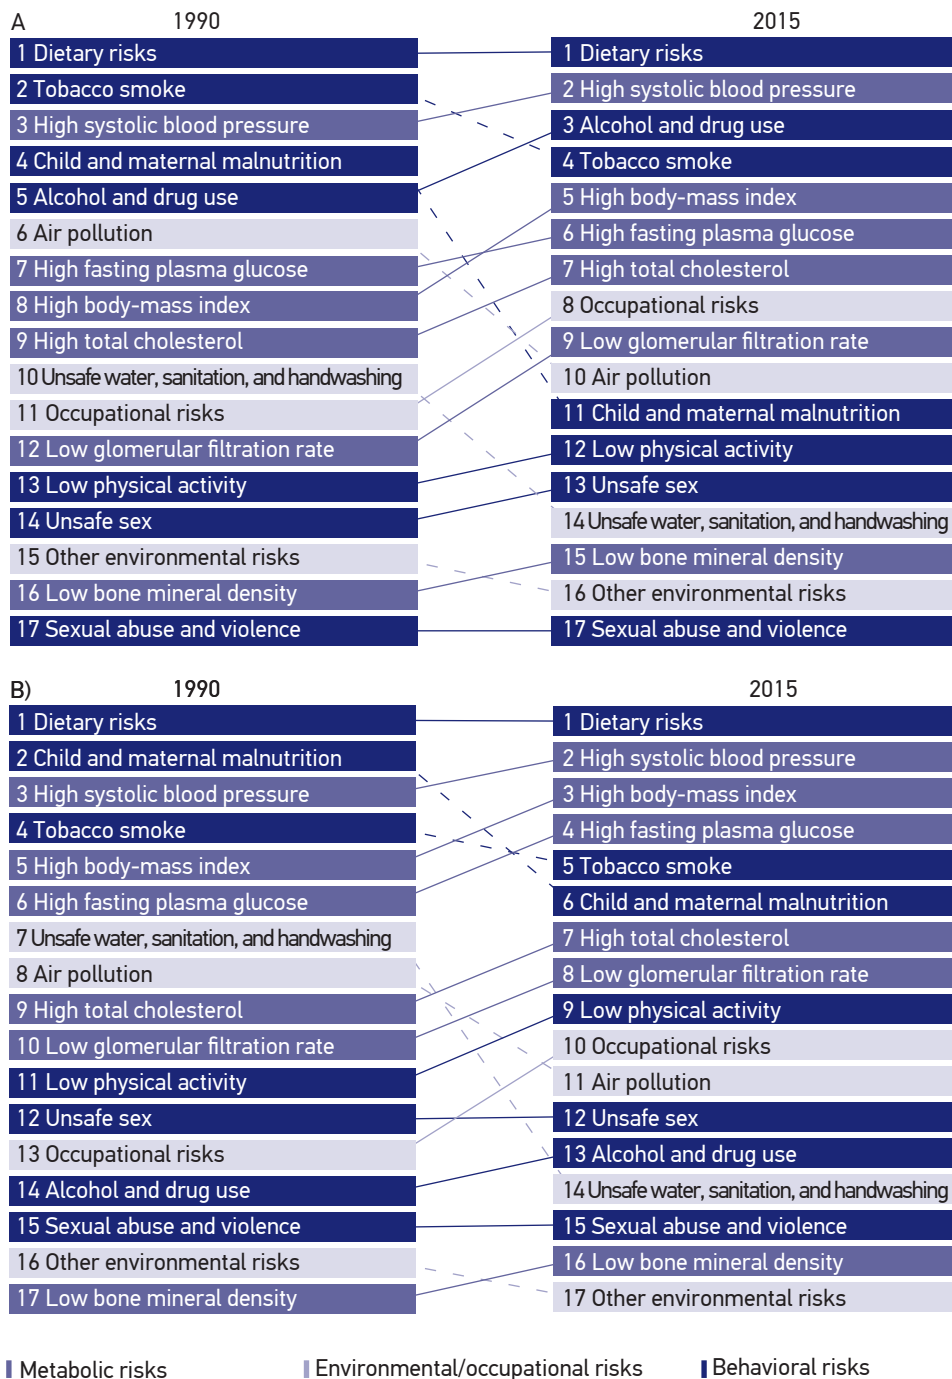 A 1990 2015
1 Dietary risks 1 Dietary risks
2 Tobacco smoke 2 High systolic blood pressure
3 High systolic blood pressure 3 Alcohol and drug use
4 Child and maternal malnutrition 4 Tobacco smoke
5 Alcohol and drug use 5 High body-mass index
6 Air pollution 6 High fasting plasma glucose
7 High fasting plasma glucose 7 High total cholesterol
8 High body-mass index 8 Occupational risks
9 High total cholesterol 9 Low glomerular filtration rate
10 Unsafe water, sanitation, and handwashing 10 Air pollution
11 Occupational risks 11 Child and maternal malnutrition
12 Low glomerular filtration rate 12 Low physical activity
13 Low physical activity 13 Unsafe sex
14 Unsafe sex 14 Unsafe water, sanitation, and handwashing
15 Other environmental risks 15 Low bone mineral density
16 Low bone mineral density 16 Other environmental risks
17 Sexual abuse and violence 17 Sexual abuse and violence
B) 1990 2015
1 Dietary risks 1 Dietary risks
2 Child and maternal malnutrition 2 High systolic blood pressure
3 High systolic blood pressure 3 High body-mass index
4 Tobacco smoke 4 High fasting plasma glucose
5 High body-mass index 5 Tobacco smoke
6 High fasting plasma glucose 6 Child and maternal malnutrition
7 Unsafe water, sanitation, and handwashing 7 High total cholesterol
8 Air pollution 8 Low glomerular filtration rate
9 High total cholesterol 9 Low physical activity
10 Low glomerular filtration rate 10 Occupational risks
11 Low physical activity 11 Air pollution
12 Unsafe sex 12 Unsafe sex
13 Occupational risks 13 Alcohol and drug use
14 Alcohol and drug use 14 Unsafe water, sanitation, and handwashing
15 Sexual abuse and violence 15 Sexual abuse and violence
16 Other environmental risks 16 Low bone mineral density
17 Low bone mineral density 17 Other environmental risks
Metabolic risks Environmental/occupational risks Behavioral risks